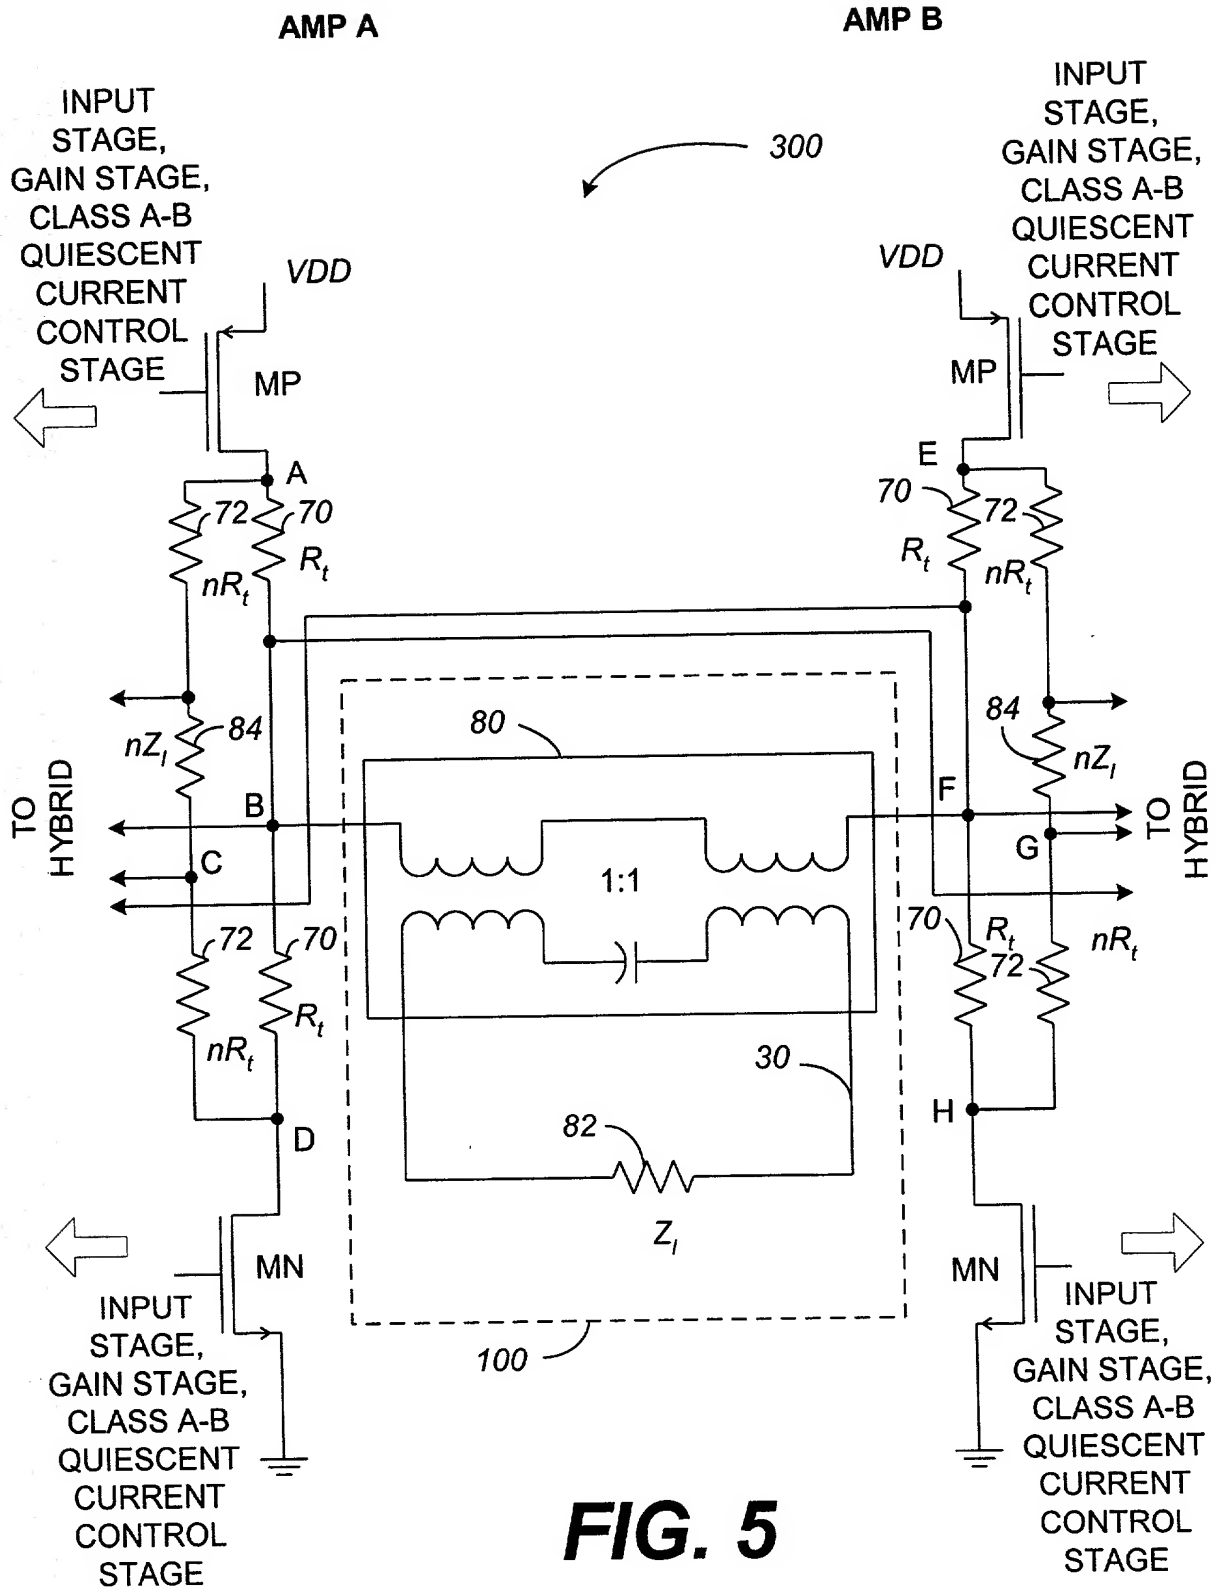 AMP A
AMP B
INPUT
STAGE,
GAIN STAGE,
CLASS A-B
QUIESCENT
CURRENT
CONTROL
STAGE
INPUT
STAGE,
GAIN STAGE,
CLASS A-B
QUIESCENT
CURRENT
CONTROL
STAGE
300
VDD
VDD
MP
MP
A
E
72
70
70
72
nRt
Rt
Rt
nRt
84
80
84
nZl
nZl
TO
HYBRID
B
F
TO
HYBRID
C
G
1:1
72
70
70
Rt
72
nRt
nRt
Rt
30
D
H
82
Zl
MN
MN
100
INPUT
STAGE,
GAIN STAGE,
CLASS A-B
QUIESCENT
CURRENT
CONTROL
STAGE
INPUT
STAGE,
GAIN STAGE,
CLASS A-B
QUIESCENT
CURRENT
CONTROL
STAGE
FIG. 5